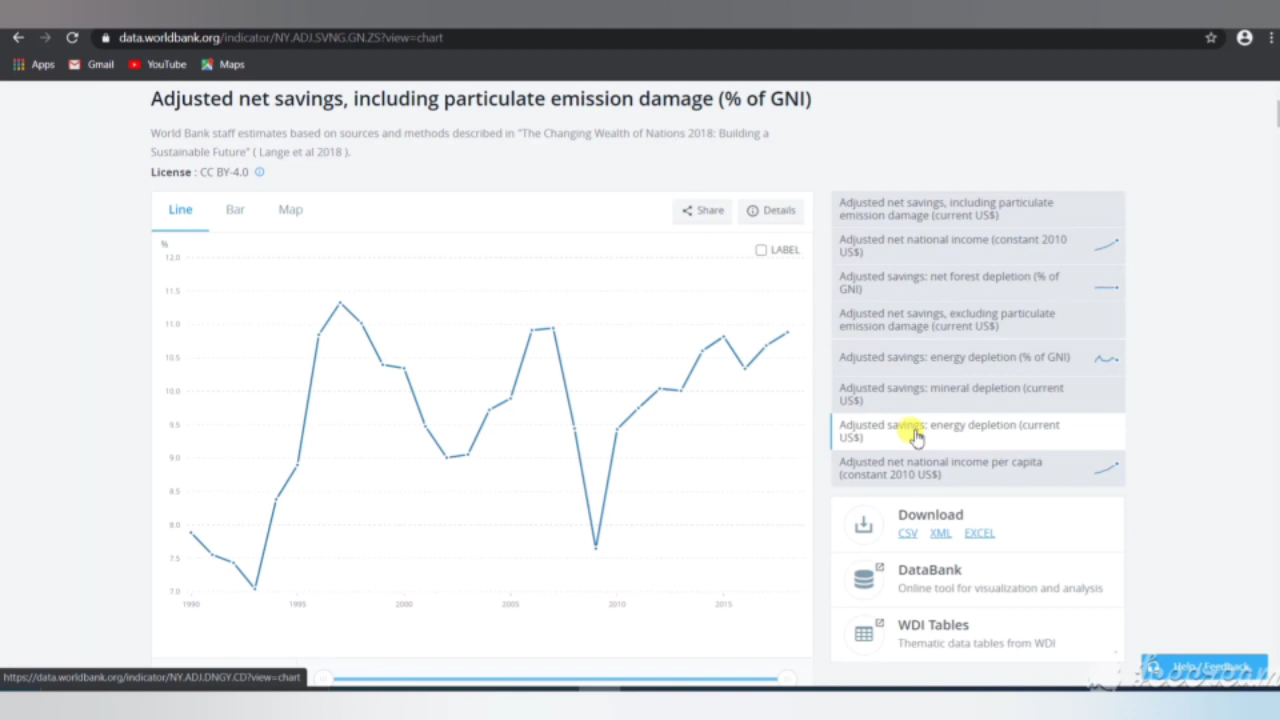 data.worldbank.org/indicator/NY.ADJ.SVNG.GN.ZS?view=chart
Apps Gmail YouTube Maps
Adjusted net savings, including particulate emission damage (% of GNI)
World Bank staff estimates based on sources and methods described in "The Changing Wealth of Nations 2018: Building a
Sustainable Future" ( Lange et al 2018 ).
License : CC BY-4.0
Line Bar Map Share Details
%
LABEL
12.0
11.5
11.0
10.5
10.0
9.5
9.0
8.5
8.0
7.5
7.0
1990 1995 2000 2005 2010 2015
Adjusted net savings, including particulate
emission damage (current US$)
Adjusted net national income (constant 2010
US$)
Adjusted savings: net forest depletion (% of
GNI)
Adjusted net savings, excluding particulate
emission damage (current US$)
Adjusted savings: energy depletion (% of GNI)
Adjusted savings: mineral depletion (current
US$)
Adjusted savings: energy depletion (current
US$)
Adjusted net national income per capita
(constant 2010 US$)
Download
CSV XML EXCEL
DataBank
Online tool for visualization and analysis
WDI Tables
Thematic data tables from WDI
Help / Feedback
https://data.worldbank.org/indicator/NY.ADJ.DNGY.CD?view=chart